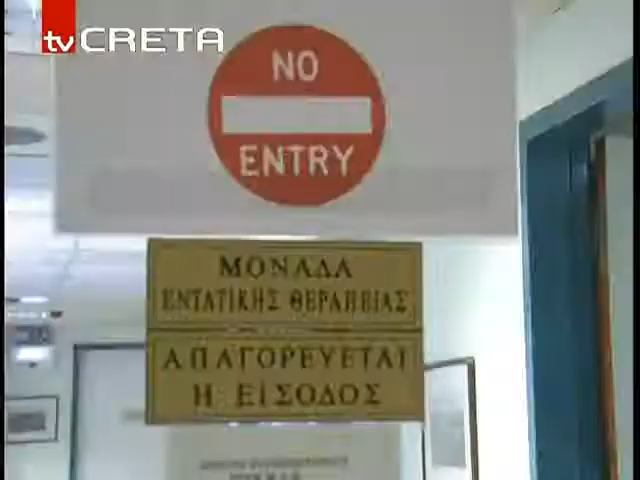 tvCRETA
NO
ENTRY
ΜΟΝΑΔΑ
ΕΝΤΑΤΙΚΗΣ ΘΕΡΑΠΕΙΑΣ
ΑΠΑΓΟΡΕΥΕΤΑΙ
Η ΕΙΣΟΔΟΣ